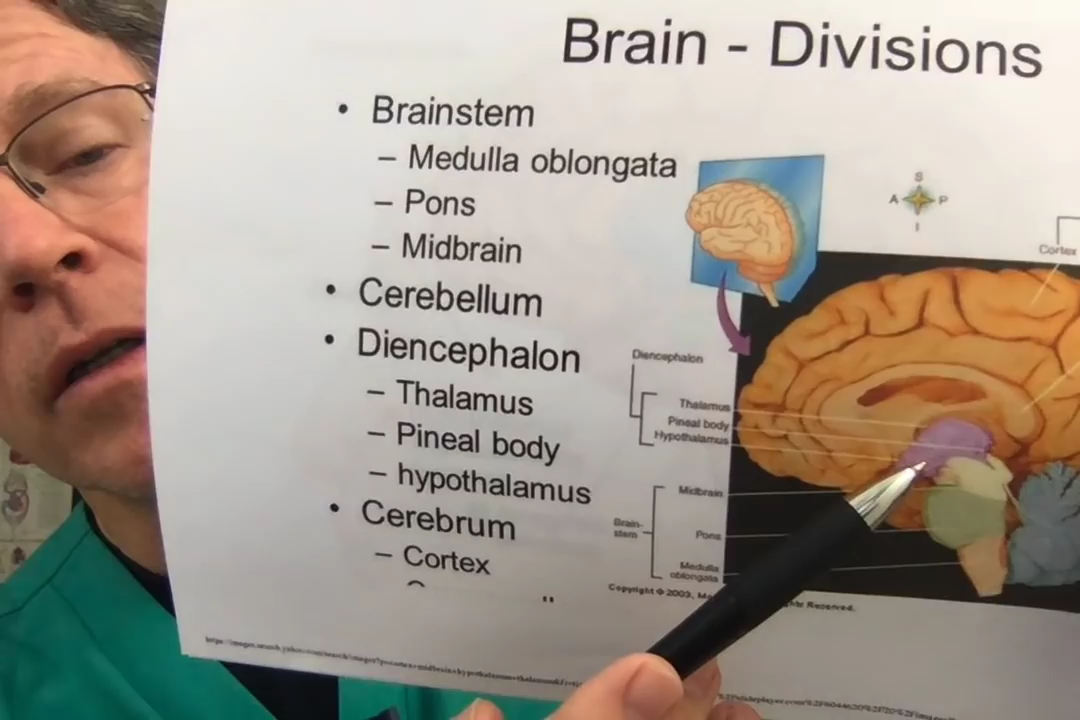 Brain - Divisions
• Brainstem
– Medulla oblongata
– Pons
– Midbrain
• Cerebellum
• Diencephalon
– Thalamus
– Pineal body
– hypothalamus
• Cerebrum
– Cortex
S
A P
I
Cortex
Diencephalon
Thalamus
Pineal body
Hypothalamus
Midbrain
Brain-
stem
Pons
Medulla
oblongata
Copyright © 2003, Reserved.